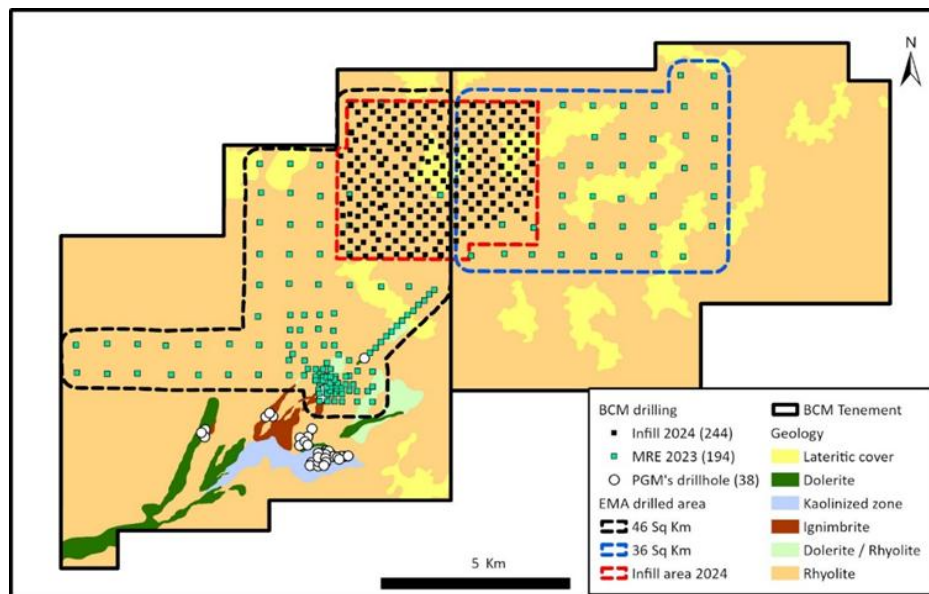 N
5 Km
BCM drilling
Infill 2024 (244)
MRE 2023 (194)
PGM's drillhole (38)
EMA drilled area
46 Sq Km
36 Sq Km
Infill area 2024
BCM Tenement
Geology
Lateritic cover
Dolerite
Kaolinized zone
Ignimbrite
Dolerite / Rhyolite
Rhyolite